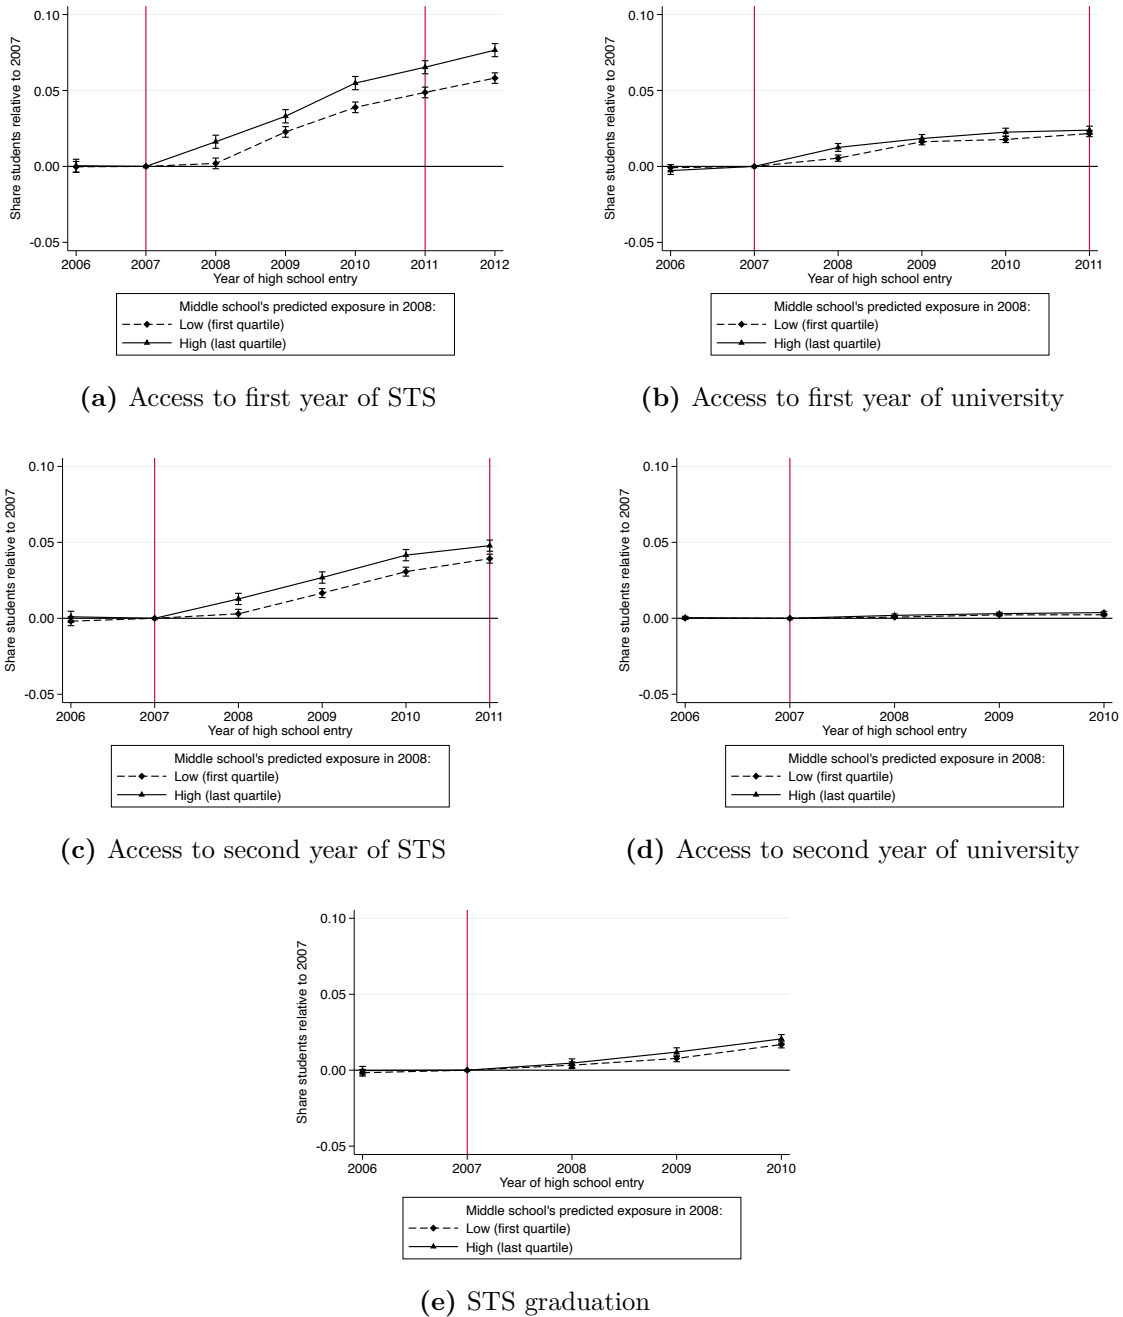 Share students relative to 2007
0.10
0.05
0.00
-0.05
2006 2007 2008 2009 2010 2011 2012
Year of high school entry
Middle school's predicted exposure in 2008:
Low (first quartile)
High (last quartile)
(a) Access to first year of STS
Share students relative to 2007
0.10
0.05
0.00
-0.05
2006 2007 2008 2009 2010 2011
Year of high school entry
Middle school's predicted exposure in 2008:
Low (first quartile)
High (last quartile)
(b) Access to first year of university
Share students relative to 2007
0.10
0.05
0.00
-0.05
2006 2007 2008 2009 2010 2011
Year of high school entry
Middle school's predicted exposure in 2008:
Low (first quartile)
High (last quartile)
(c) Access to second year of STS
Share students relative to 2007
0.10
0.05
0.00
-0.05
2006 2007 2008 2009 2010
Year of high school entry
Middle school's predicted exposure in 2008:
Low (first quartile)
High (last quartile)
(d) Access to second year of university
Share students relative to 2007
0.10
0.05
0.00
-0.05
2006 2007 2008 2009 2010
Year of high school entry
Middle school's predicted exposure in 2008:
Low (first quartile)
High (last quartile)
(e) STS graduation